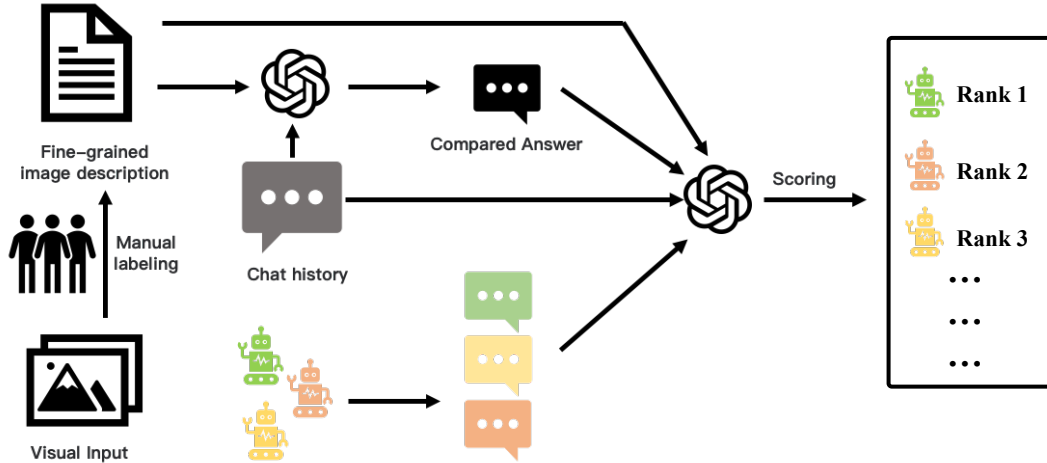 Fine-grained
image description
Manual
labeling
Visual Input
Chat history
Compared Answer
Scoring
Rank 1
Rank 2
Rank 3
...
...
...